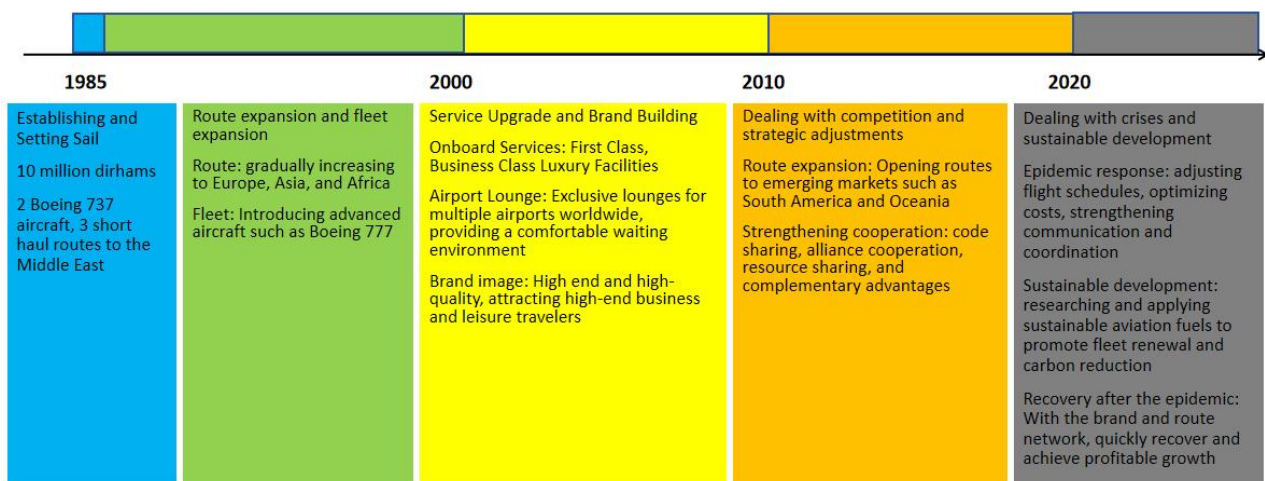 1985
2000
2010
2020
Establishing and
Setting Sail
10 million dirhams
2 Boeing 737
aircraft, 3 short
haul routes to the
Middle East
Route expansion and fleet
expansion
Route: gradually increasing
to Europe, Asia, and Africa
Fleet: Introducing advanced
aircraft such as Boeing 777
Service Upgrade and Brand Building
Onboard Services: First Class,
Business Class Luxury Facilities
Airport Lounge: Exclusive lounges for
multiple airports worldwide,
providing a comfortable waiting
environment
Brand image: High end and high-
quality, attracting high-end business
and leisure travelers
Dealing with competition and
strategic adjustments
Route expansion: Opening routes
to emerging markets such as
South America and Oceania
Strengthening cooperation: code
sharing, alliance cooperation,
resource sharing, and
complementary advantages
Dealing with crises and
sustainable development
Epidemic response: adjusting
flight schedules, optimizing
costs, strengthening
communication and
coordination
Sustainable development:
researching and applying
sustainable aviation fuels to
promote fleet renewal and
carbon reduction
Recovery after the epidemic:
With the brand and route
network, quickly recover and
achieve profitable growth